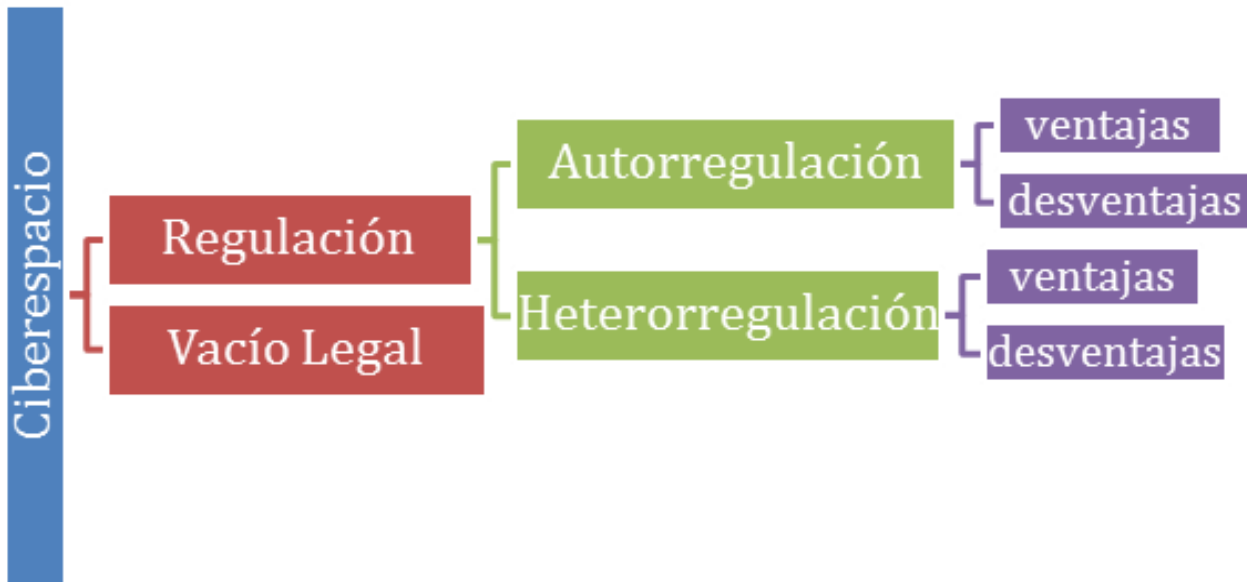 Ciberespacio
Regulación
Vacío Legal
Autorregulación
Heterorregulación
ventajas
desventajas
ventajas
desventajas